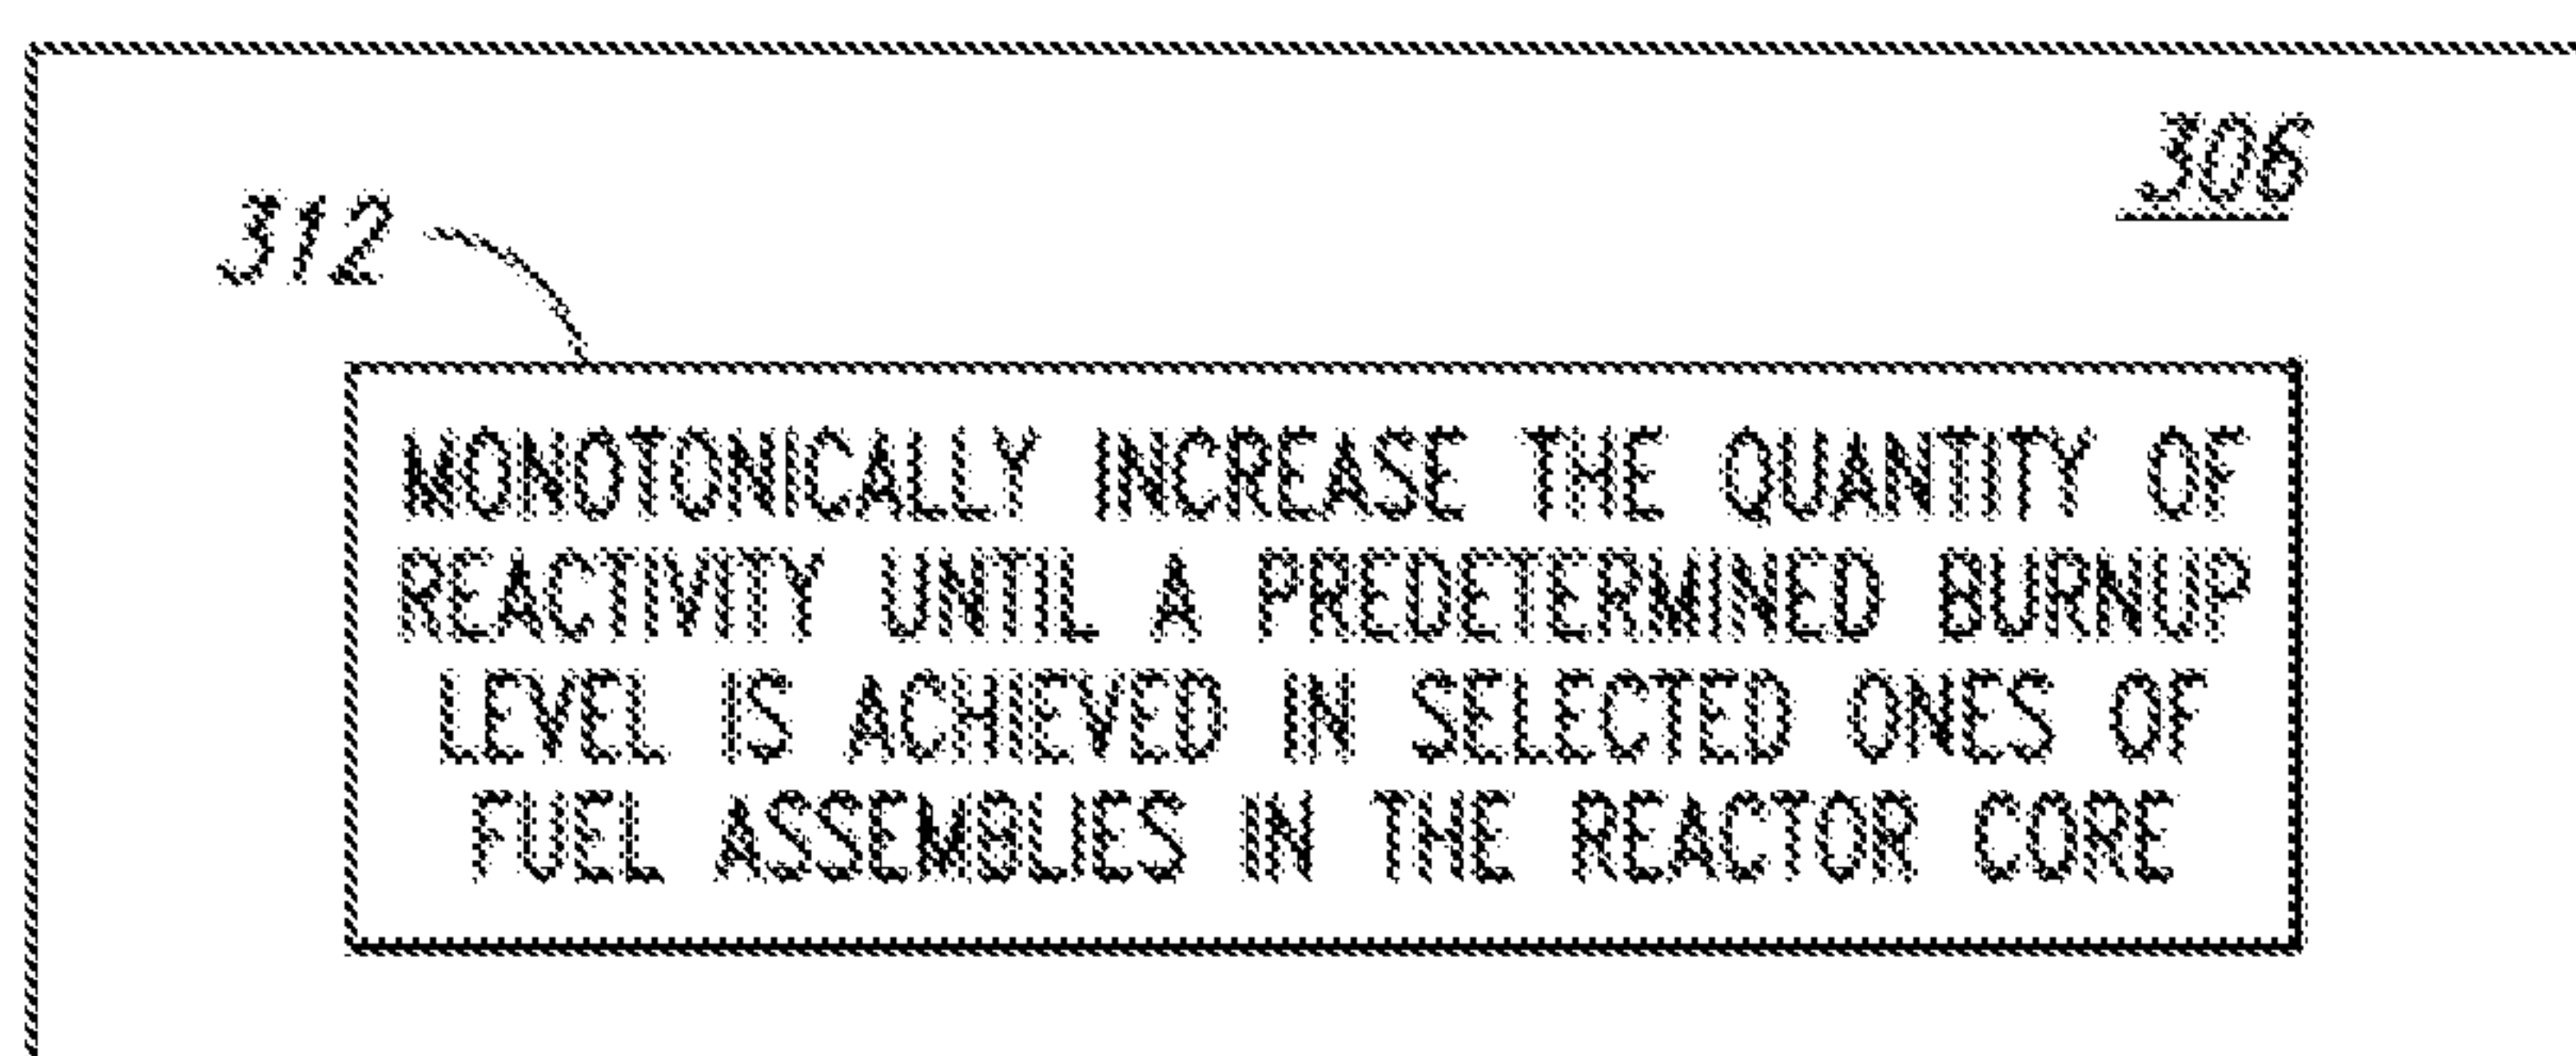 306
312
MONOTONICALLY INCREASE THE QUANTITY OF
REACTIVITY UNTIL A PREDETERMINED BURNUP
LEVEL IS ACHIEVED IN SELECTED ONES OF
FUEL ASSEMBLIES IN THE REACTOR CORE